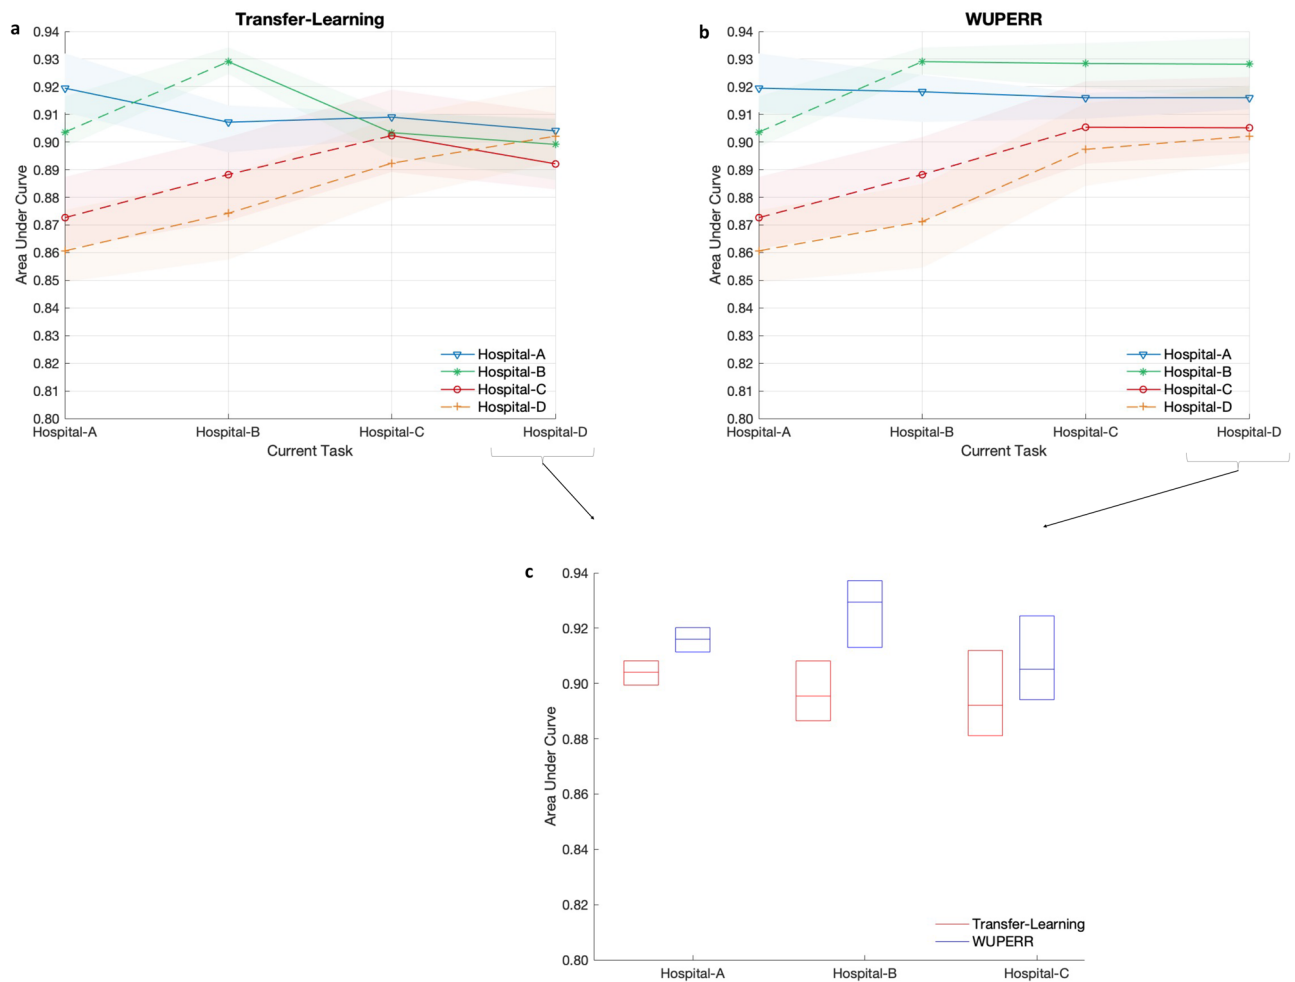 a
Transfer-Learning
0.94
0.93
0.92
0.91
0.90
0.89
0.88
0.87
0.86
0.85
0.84
0.83
0.82
0.81
0.80
Area Under Curve
Hospital-A
Hospital-B
Hospital-C
Hospital-D
Hospital-A Hospital-B Hospital-C Hospital-D
Current Task
b
WUPERR
0.94
0.93
0.92
0.91
0.90
0.89
0.88
0.87
0.86
0.85
0.84
0.83
0.82
0.81
0.80
Area Under Curve
Hospital-A
Hospital-B
Hospital-C
Hospital-D
Hospital-A Hospital-B Hospital-C Hospital-D
Current Task
c
0.94
0.92
0.90
0.88
0.86
0.84
0.82
0.80
Area Under Curve
Transfer-Learning
WUPERR
Hospital-A Hospital-B Hospital-C